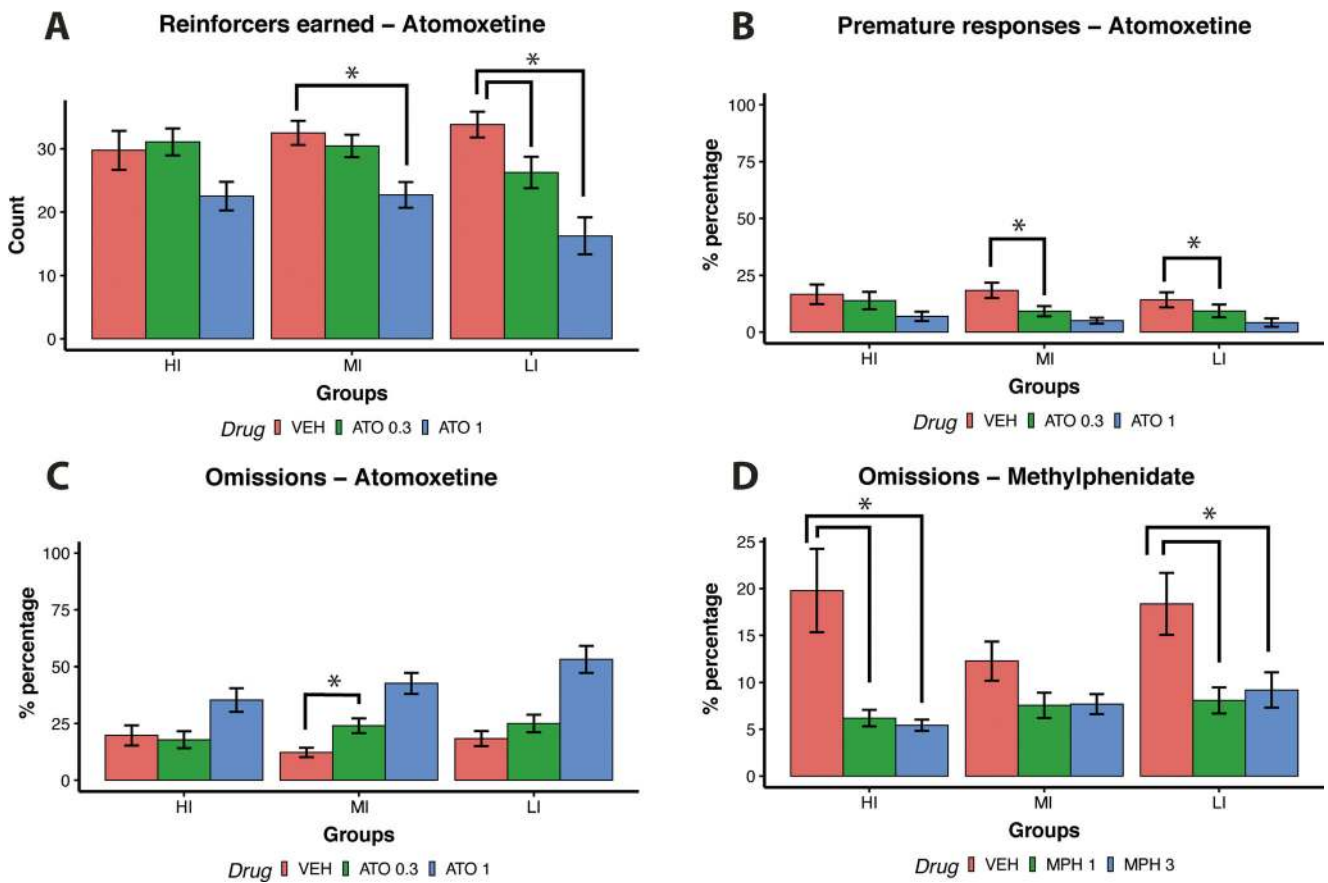 A
Reinforcers earned – Atomoxetine
*
*
Count
30
20
10
0
HI
MI
LI
Groups
Drug VEH ATO 0.3 ATO 1
B
Premature responses – Atomoxetine
*
*
% percentage
100
75
50
25
0
HI
MI
LI
Groups
Drug VEH ATO 0.3 ATO 1
C
Omissions – Atomoxetine
*
% percentage
100
75
50
25
0
HI
MI
LI
Groups
Drug VEH ATO 0.3 ATO 1
D
Omissions – Methylphenidate
*
*
% percentage
25
20
15
10
5
0
HI
MI
LI
Groups
Drug VEH MPH 1 MPH 3